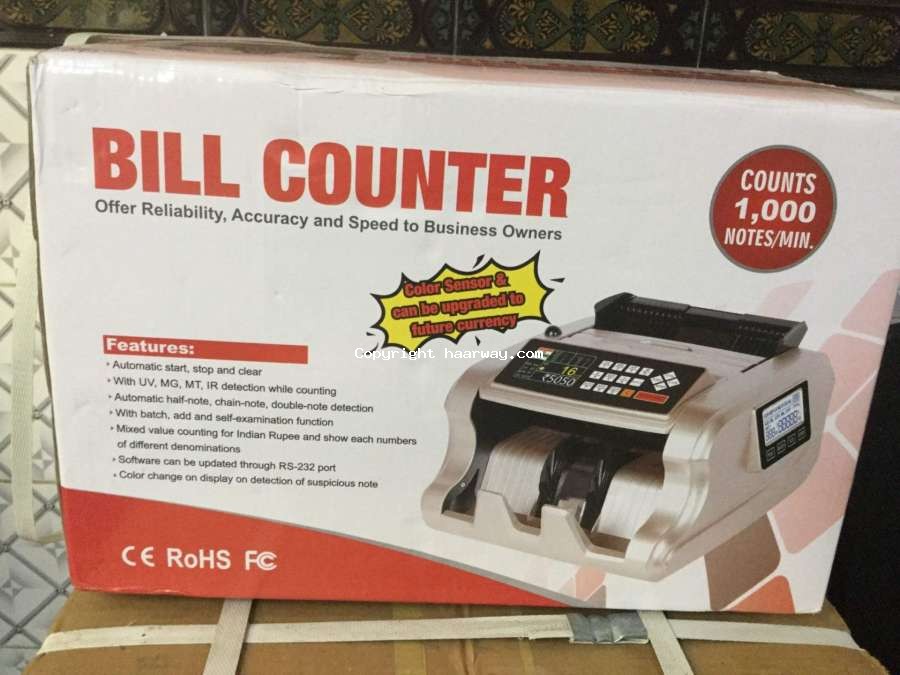 BILL COUNTER
Offer Reliability, Accuracy and Speed to Business Owners
COUNTS
1,000
NOTES/MIN.
Color Sensor &
can be upgraded to
future currency
Copyright haarway.com
Features:
Automatic start, stop and clear
With UV, MG, MT, IR detection while counting
Automatic half-note, chain-note, double-note detection
With batch, add and self-examination function
Mixed value counting for Indian Rupee and show each numbers
of different denominations
Software can be updated through RS-232 port
Color change on display on detection of suspicious note
16
₹5050
CE RoHS FC